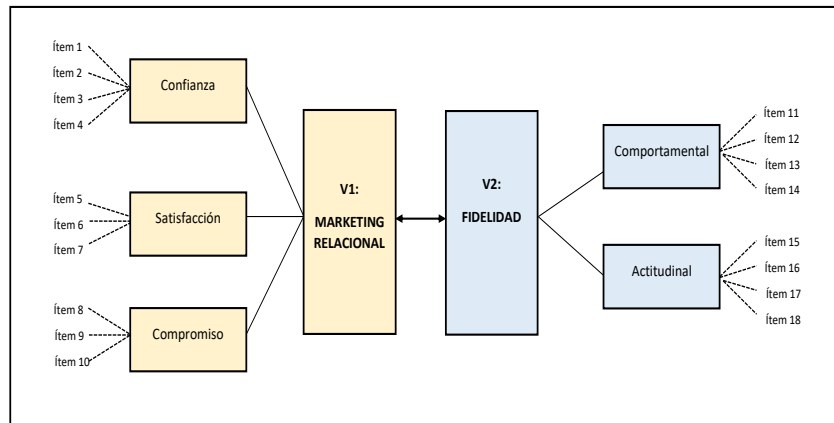 Ítem 1
Ítem 2
Ítem 3
Ítem 4
Confianza
Ítem 5
Ítem 6
Ítem 7
Satisfacción
Ítem 8
Ítem 9
Ítem 10
Compromiso
V1:
MARKETING
RELACIONAL
V2:
FIDELIDAD
Comportamental
Ítem 11
Ítem 12
Ítem 13
Ítem 14
Actitudinal
Ítem 15
Ítem 16
Ítem 17
Ítem 18